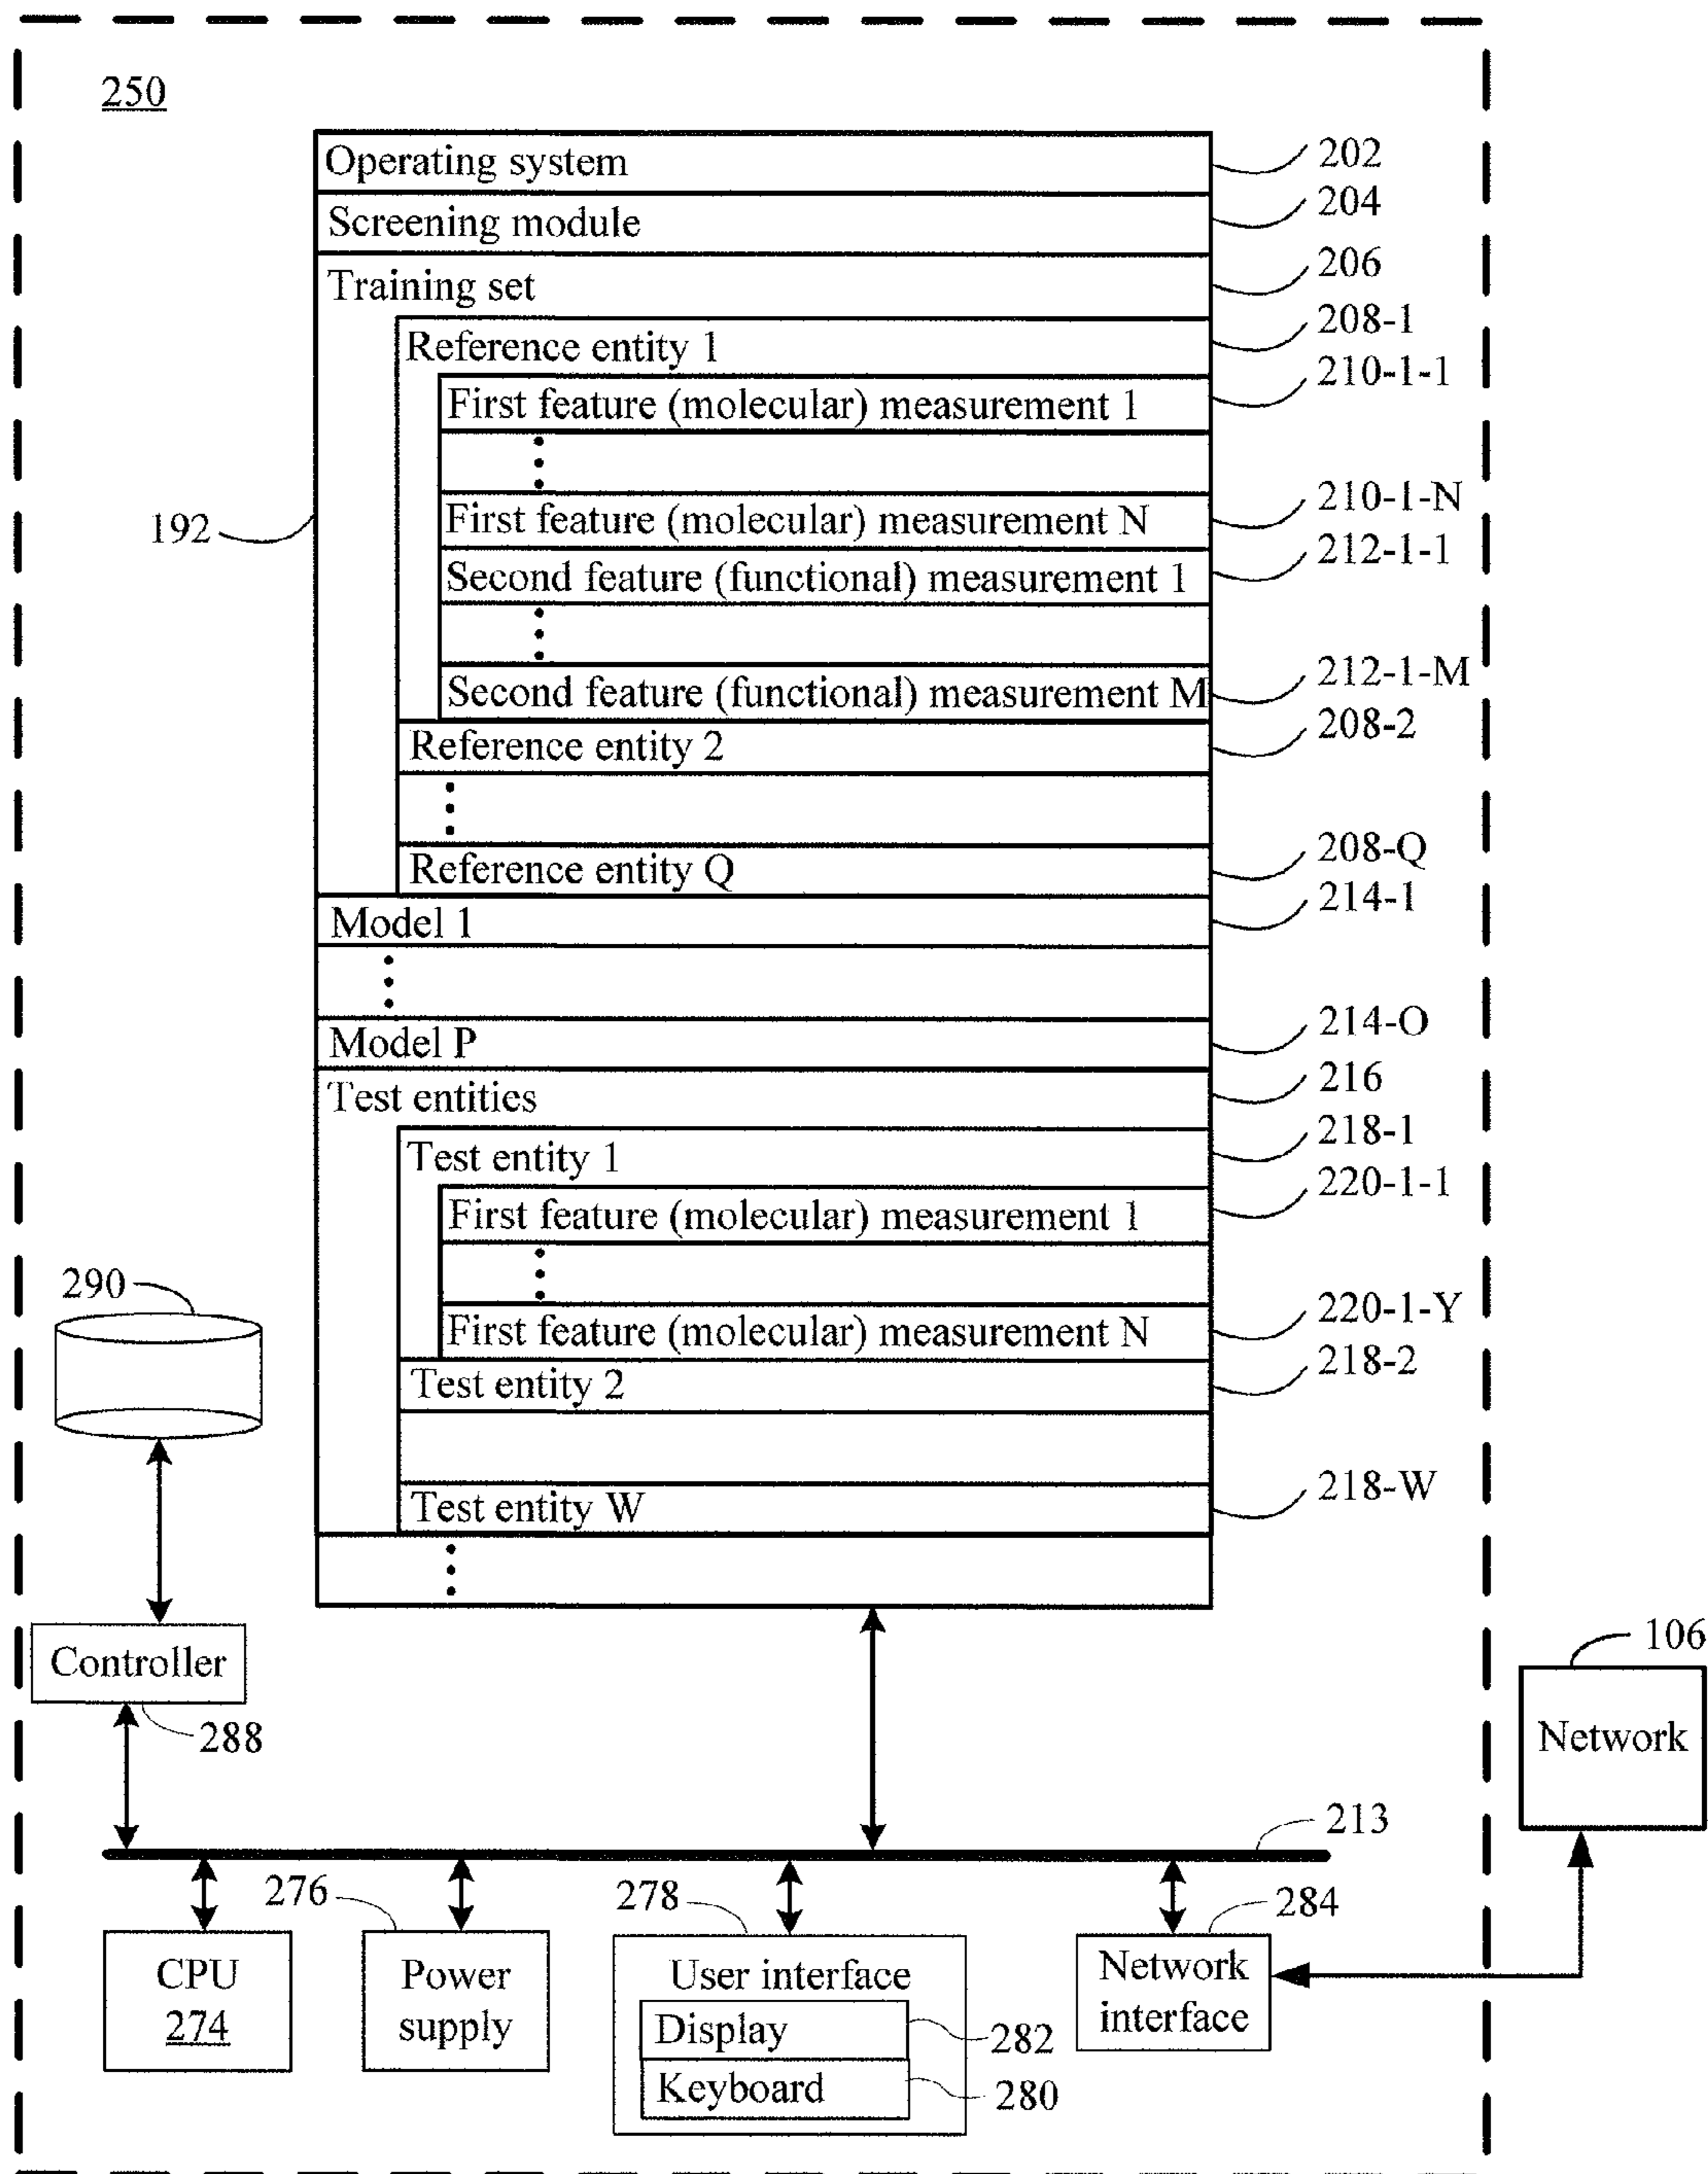 250
Operating system
202
Screening module
204
Training set
206
Reference entity 1
208-1
First feature (molecular) measurement 1
210-1-1
First feature (molecular) measurement N
210-1-N
192
Second feature (functional) measurement 1
212-1-1
Second feature (functional) measurement M
212-1-M
Reference entity 2
208-2
Reference entity Q
208-Q
Model 1
214-1
Model P
214-O
Test entities
216
Test entity 1
218-1
First feature (molecular) measurement 1
220-1-1
First feature (molecular) measurement N
220-1-Y
290
Test entity 2
218-2
Test entity W
218-W
Controller
288
106
Network
213
276
278
284
CPU
274
Power
supply
User interface
Display
282
Keyboard
280
Network
interface